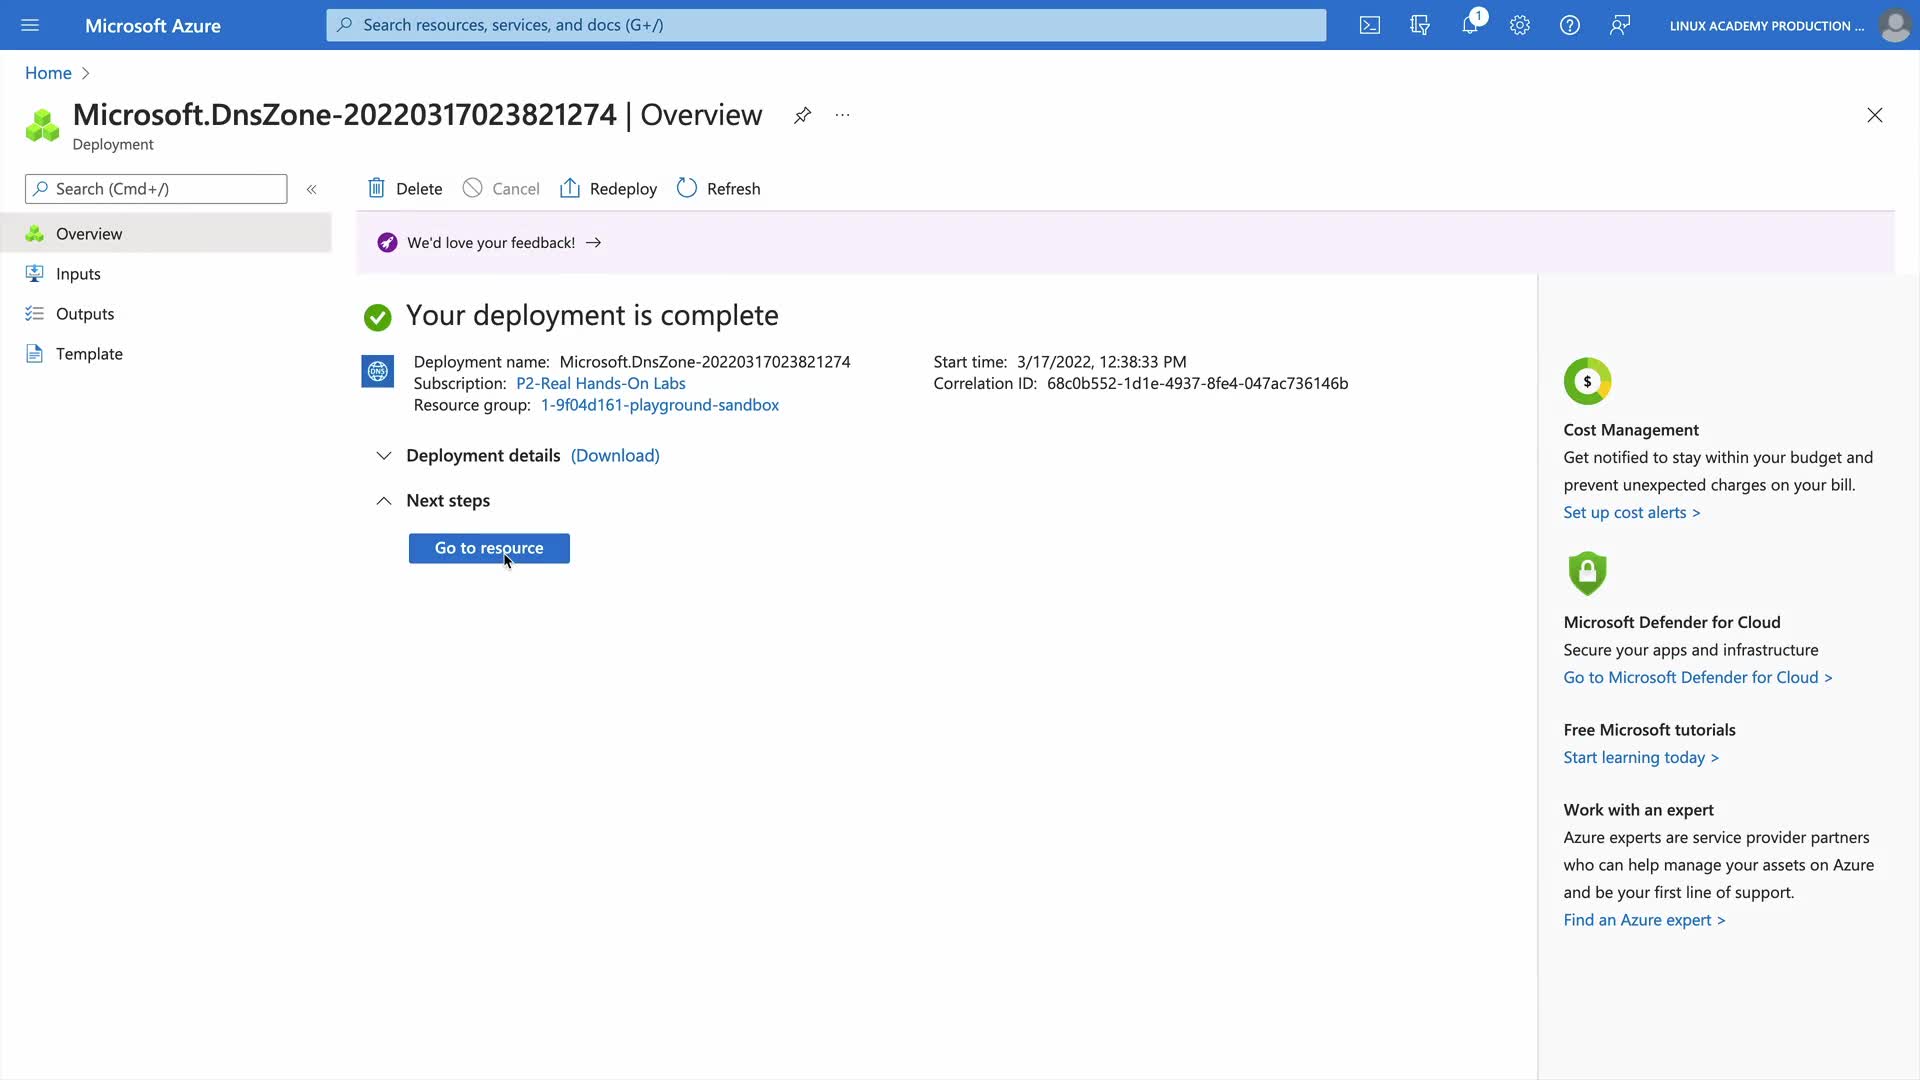 Microsoft Azure
Search resources, services, and docs (G+/)
1
LINUX ACADEMY PRODUCTION ...
Home
Microsoft.DnsZone-20220317023821274 | Overview
...
Deployment
Search (Cmd+/)
«
Delete
Cancel
Redeploy
Refresh
Overview
Inputs
Outputs
Template
We'd love your feedback! →
Your deployment is complete
DNS
Deployment name: Microsoft.DnsZone-20220317023821274
Subscription: P2-Real Hands-On Labs
Resource group: 1-9f04d161-playground-sandbox
Start time: 3/17/2022, 12:38:33 PM
Correlation ID: 68c0b552-1d1e-4937-8fe4-047ac736146b
Deployment details (Download)
Next steps
Go to resource
$
Cost Management
Get notified to stay within your budget and
prevent unexpected charges on your bill.
Set up cost alerts >
Microsoft Defender for Cloud
Secure your apps and infrastructure
Go to Microsoft Defender for Cloud >
Free Microsoft tutorials
Start learning today >
Work with an expert
Azure experts are service provider partners
who can help manage your assets on Azure
and be your first line of support.
Find an Azure expert >